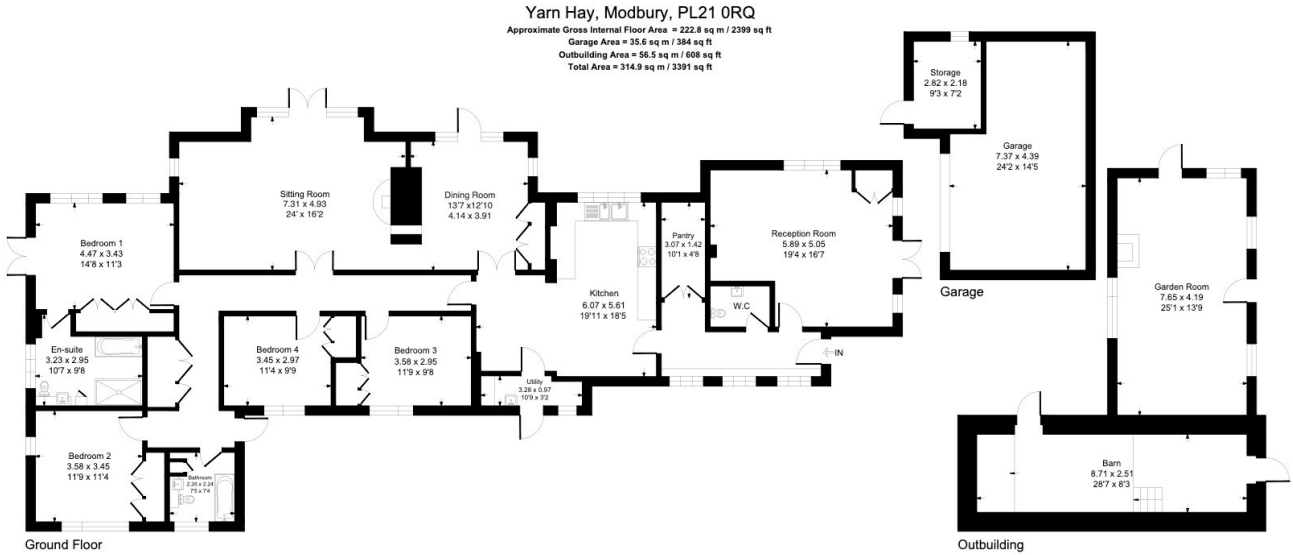 Yarn Hay, Modbury, PL21 0RQ
Approximate Gross Internal Floor Area = 222.8 sq m / 2399 sq ft
Garage Area = 35.6 sq m / 384 sq ft
Outbuilding Area = 56.5 sq m / 608 sq ft
Total Area = 314.9 sq m / 3391 sq ft
Storage
2.82 x 2.18
9'3 x 7'2
Garage
7.37 x 4.39
24'2 x 14'5
Garage
Sitting Room
7.31 x 4.93
24' x 16'2
Dining Room
13'7 x12'10
4.14 x 3.91
Bedroom 1
4.47 x 3.43
14'8 x 11'3
Pantry
3.07 x 1.42
10'1 x 4'8
Reception Room
5.89 x 5.05
19'4 x 16'7
Kitchen
6.07 x 5.61
19'11 x 18'5
W.C
IN
Garden Room
7.65 x 4.19
25'1 x 13'9
En-suite
3.23 x 2.95
10'7 x 9'8
Bedroom 4
3.45 x 2.97
11'4 x 9'9
Bedroom 3
3.58 x 2.95
11'9 x 9'8
Utility
3.28 x 0.97
10'9 x 3'2
Bedroom 2
3.58 x 3.45
11'9 x 11'4
Bathroom
2.26 x 2.24
7'5 x 7'4
Barn
8.71 x 2.51
28'7 x 8'3
Ground Floor
Outbuilding